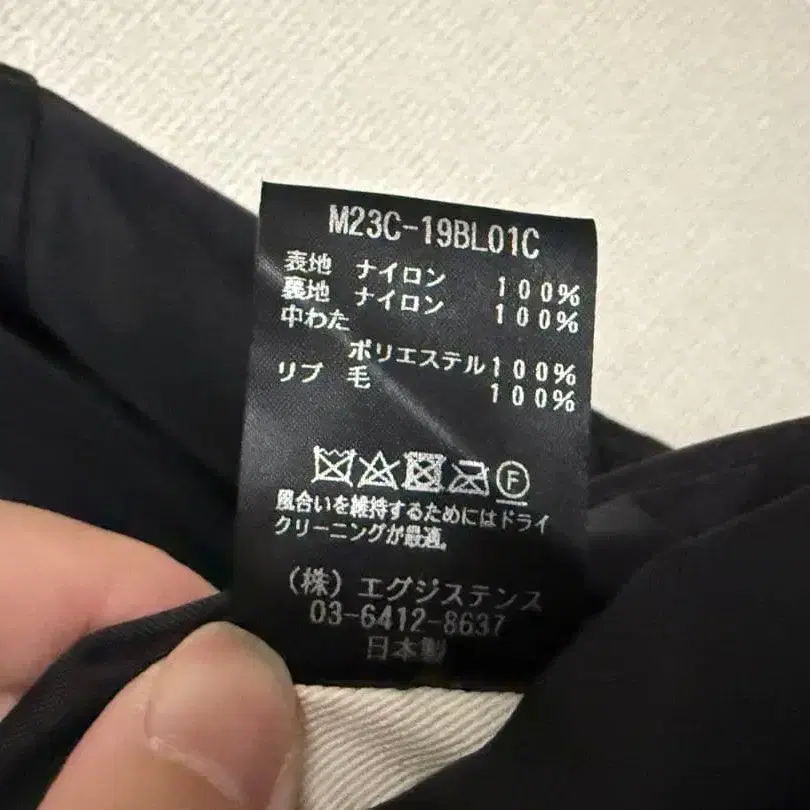 M23C-19BL01C
表地 ナイロン 100%
裏地 ナイロン 100%
中わた
ポリエステル100%
リブ 毛 100%
F
風合いを維持するためにはドライ
クリーニングが最適。
(株) エグジステンス
03-6412-8637
日本製